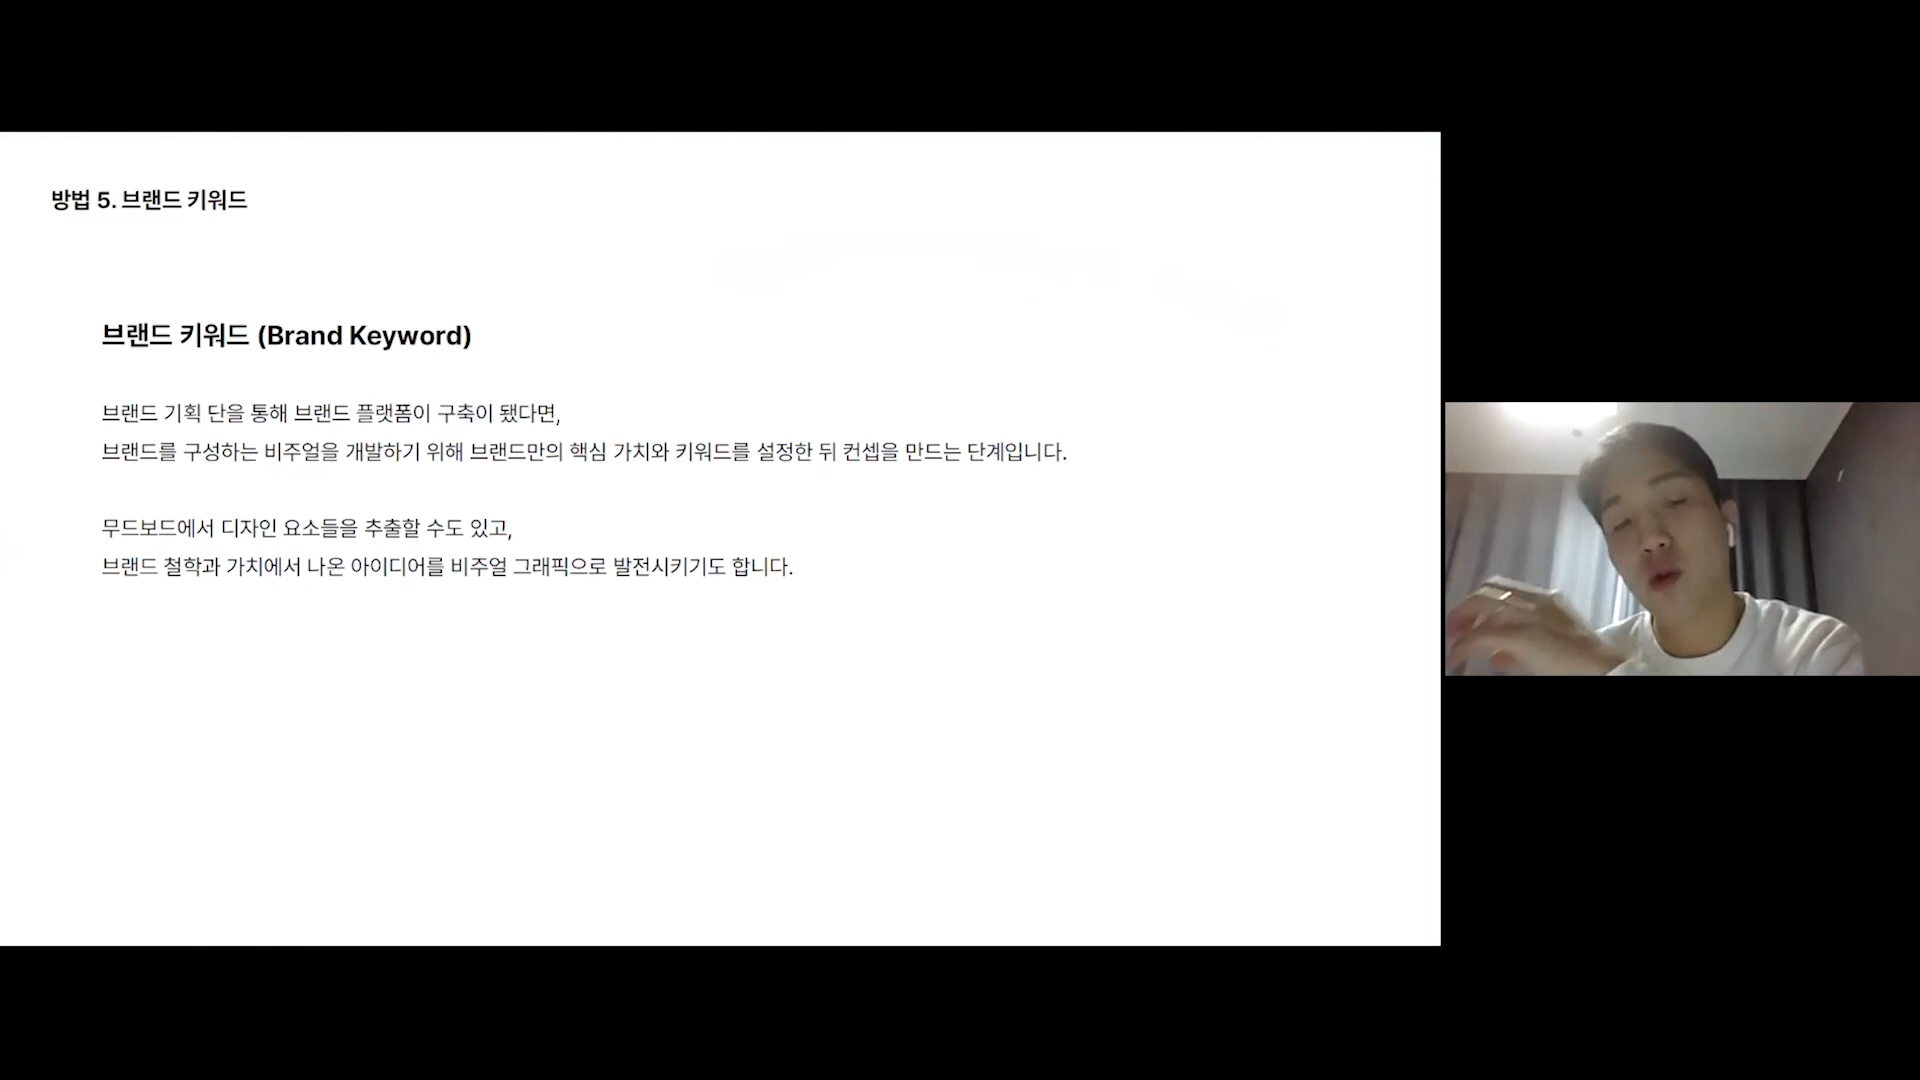 방법 5. 브랜드 키워드
브랜드 키워드 (Brand Keyword)
브랜드 기획 단을 통해 브랜드 플랫폼이 구축이 됐다면,
브랜드를 구성하는 비주얼을 개발하기 위해 브랜드만의 핵심 가치와 키워드를 설정한 뒤 컨셉을 만드는 단계입니다.
무드보드에서 디자인 요소들을 추출할 수도 있고,
브랜드 철학과 가치에서 나온 아이디어를 비주얼 그래픽으로 발전시키기도 합니다.